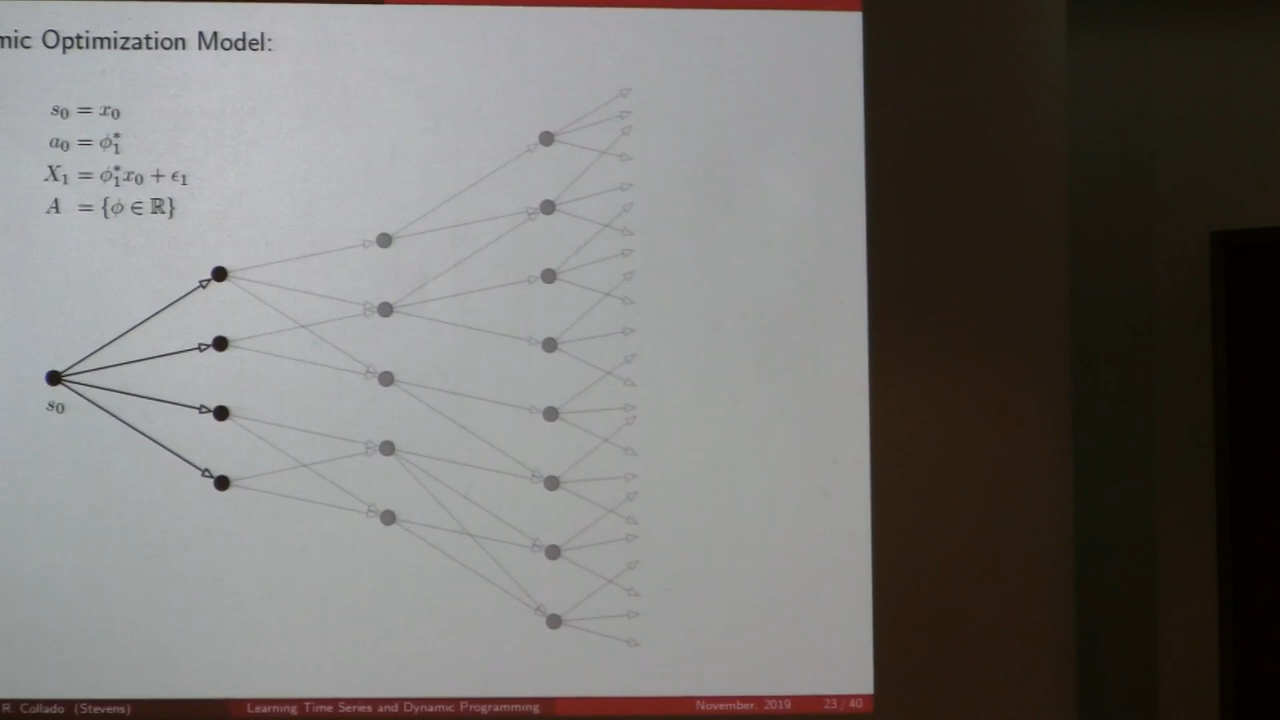 mic Optimization Model:
s₀ = x₀
a₀ = ϕ₁*
X₁ = ϕ₁*x₀ + ϵ₁
A = {ϕ ∈ ℝ}
s₀
R. Collado (Stevens) Learning Time Series and Dynamic Programming November, 2019 23 / 40